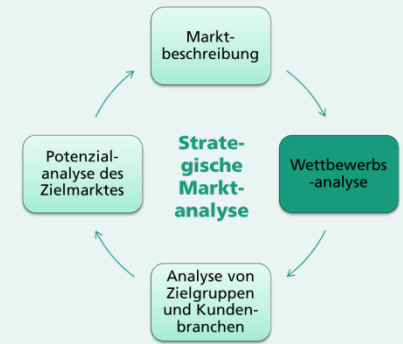 Markt-
beschreibung
Potenzial-
analyse des
Zielmarktes
Strate-
gische
Markt-
analyse
Wettbewerbs
-analyse
Analyse von
Zielgruppen
und Kunden-
branchen